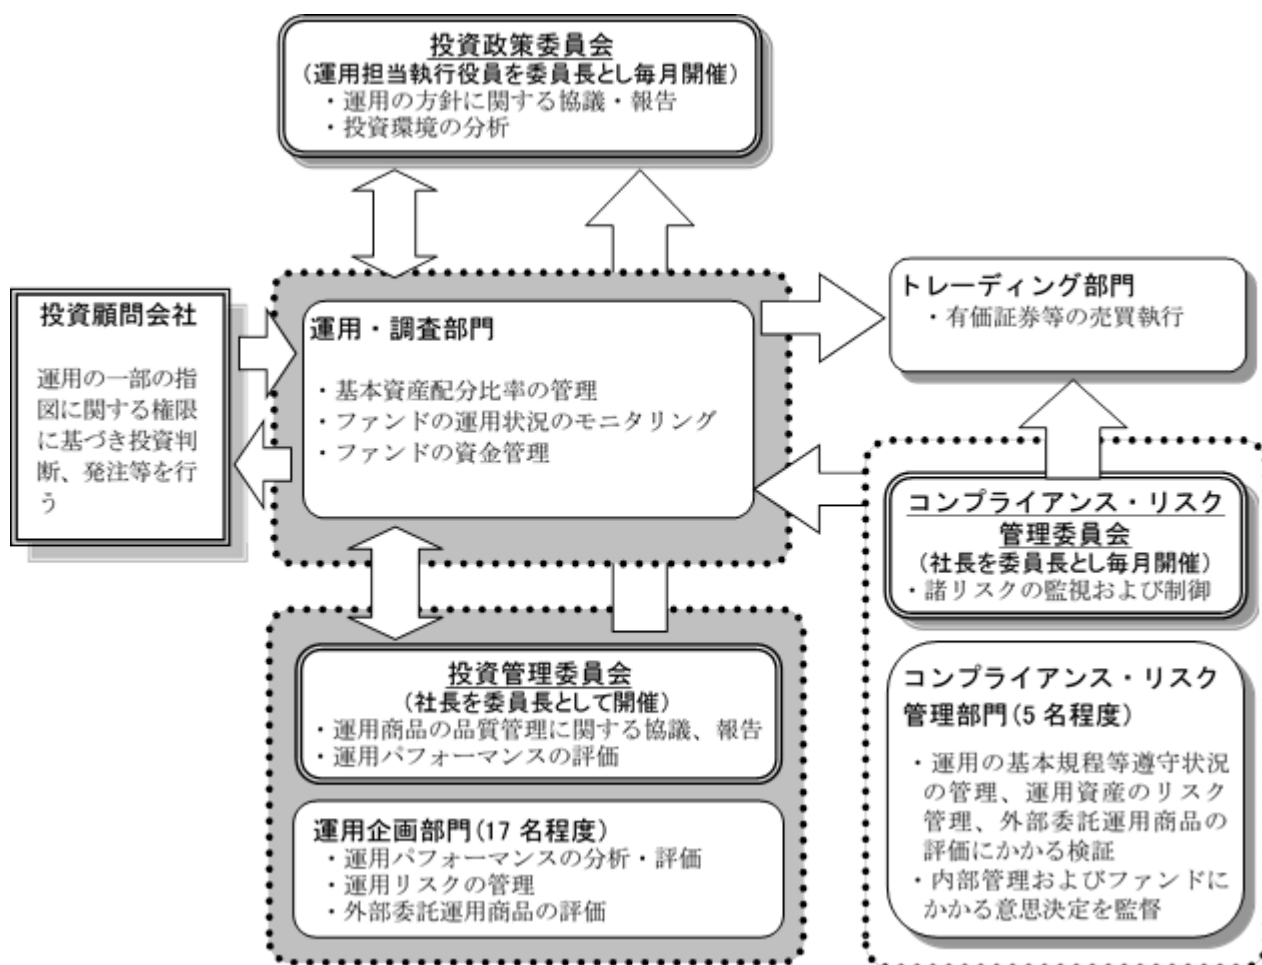 投資政策委員会
(運用担当執行役員を委員長とし毎月開催)
・運用の方針に関する協議・報告
・投資環境の分析
投資顧問会社
運用の一部の指
図に関する権限
に基づき投資判
断、発注等を行
う
運用・調査部門
・基本資産配分比率の管理
・ファンドの運用状況のモニタリング
・ファンドの資金管理
トレーディング部門
・有価証券等の売買執行
コンプライアンス・リスク
管理委員会
(社長を委員長とし毎月開催)
・諸リスクの監視および制御
コンプライアンス・リスク
管理部門(5 名程度)
・運用の基本規程等遵守状況
の管理、運用資産のリスク
管理、外部委託運用商品の
評価にかかる検証
・内部管理およびファンドに
かかる意思決定を監督
投資管理委員会
(社長を委員長として開催)
・運用商品の品質管理に関する協議、報告
・運用パフォーマンスの評価
運用企画部門(17 名程度)
・運用パフォーマンスの分析・評価
・運用リスクの管理
・外部委託運用商品の評価